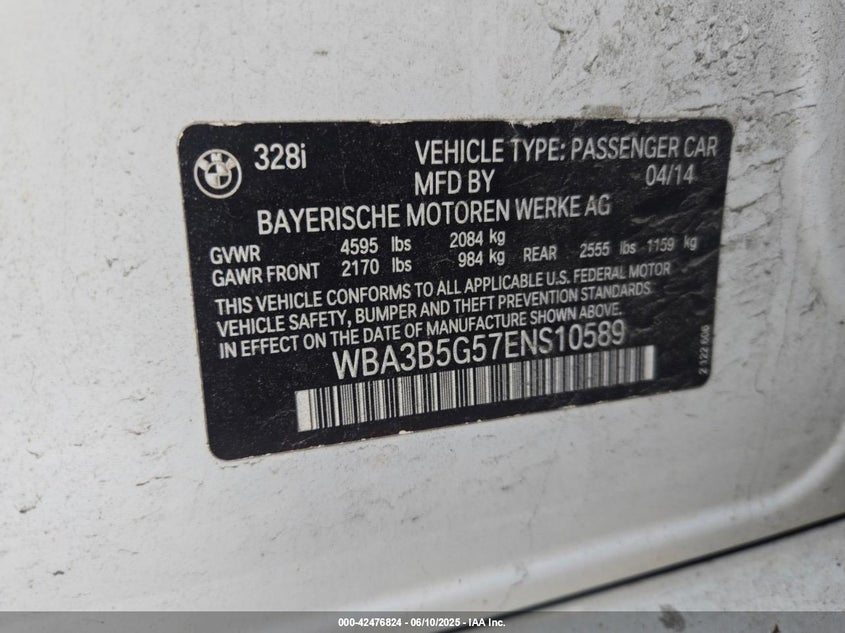 328i VEHICLE TYPE: PASSENGER CAR
MFD BY 04/14
BAYERISCHE MOTOREN WERKE AG
GVWR 4595 lbs 2084 kg
GAWR FRONT 2170 lbs 984 kg REAR 2555 lbs 1159 kg
THIS VEHICLE CONFORMS TO ALL APPLICABLE U.S. FEDERAL MOTOR
VEHICLE SAFETY, BUMPER AND THEFT PREVENTION STANDARDS
IN EFFECT ON THE DATE OF MANUFACTURE SHOWN ABOVE.
WBA3B5G57ENS10589
2 122 606
000-42476824 - 06/10/2025 - IAA Inc.